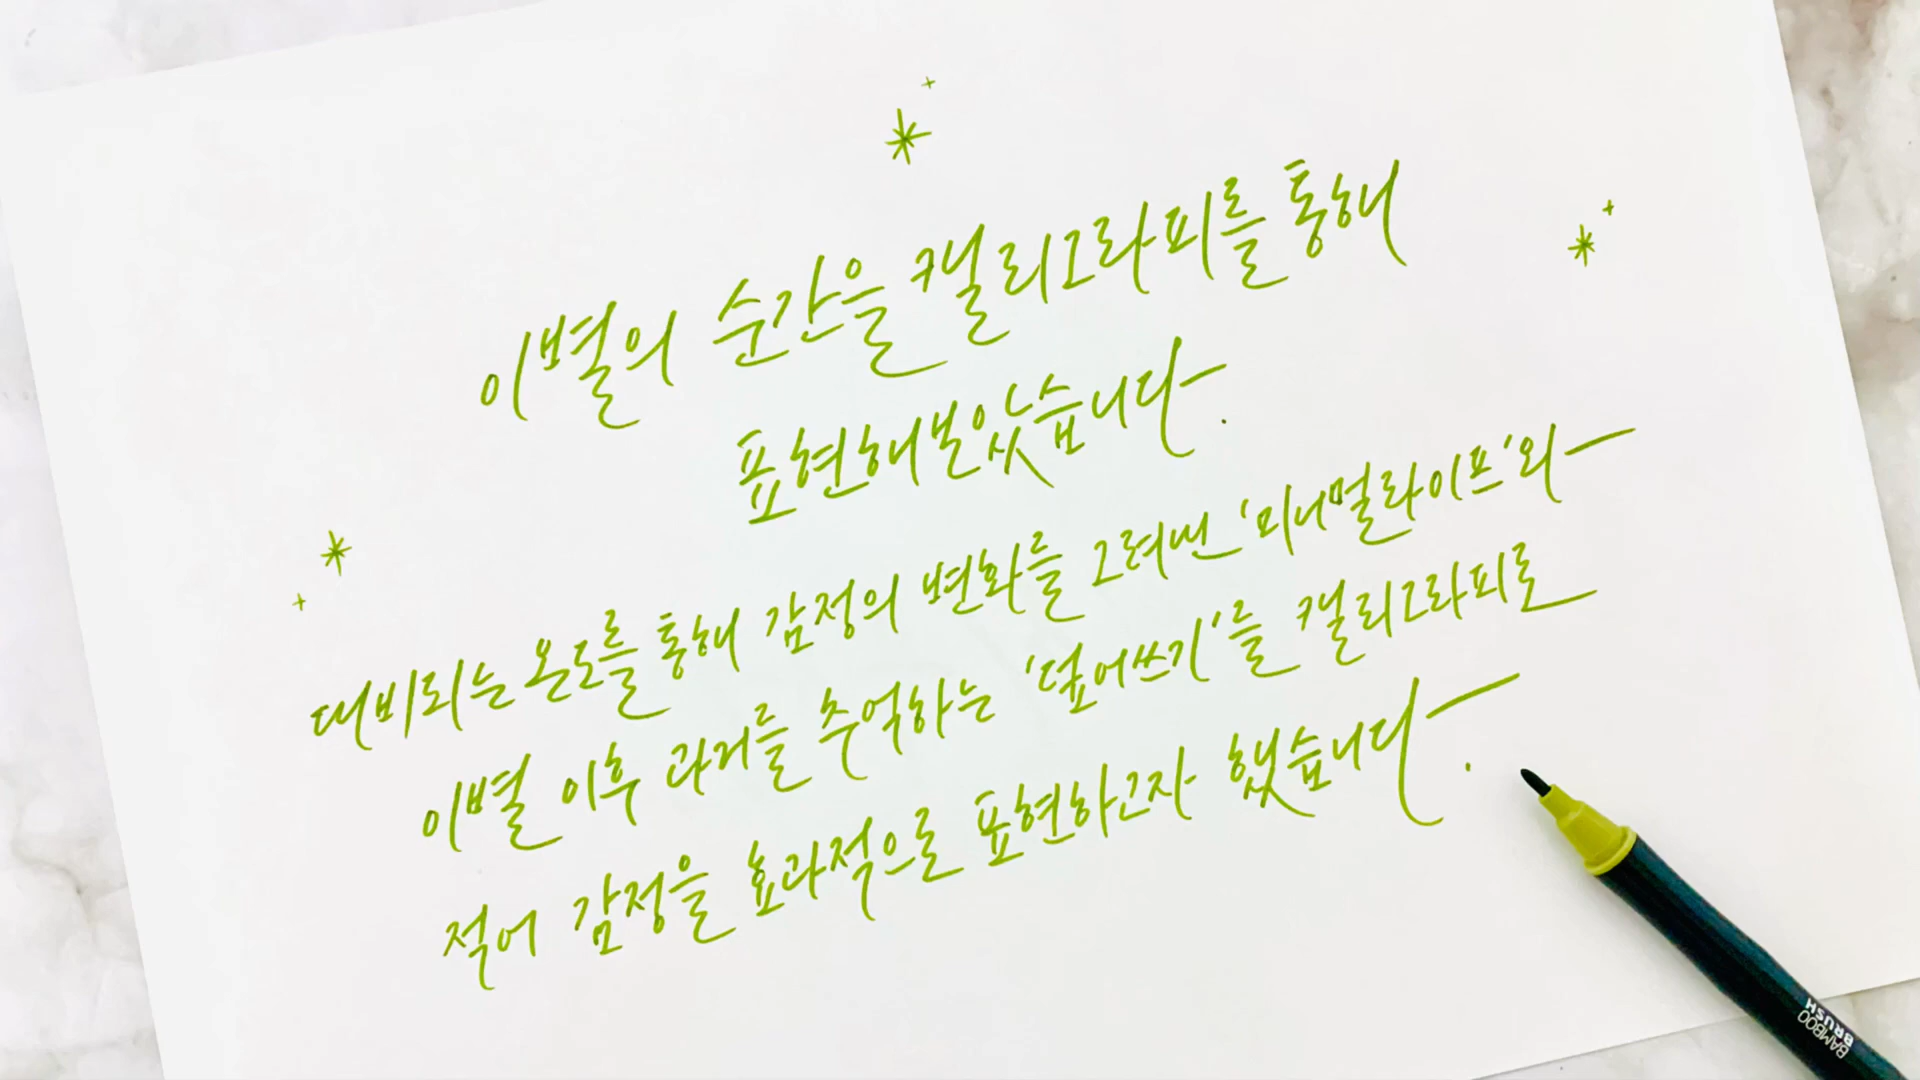 이별의 순간을 캘리그라피를 통해
표현해보았습니다.
대비되는 온도를 통해 감정의 변화를 그려낸 '미니멀라이프'와
이별 이후 과거를 추억하는 '덮어쓰기'를 캘리그라피로
적어 감정을 효과적으로 표현하고자 했습니다.
BAMBOO
BRUSH